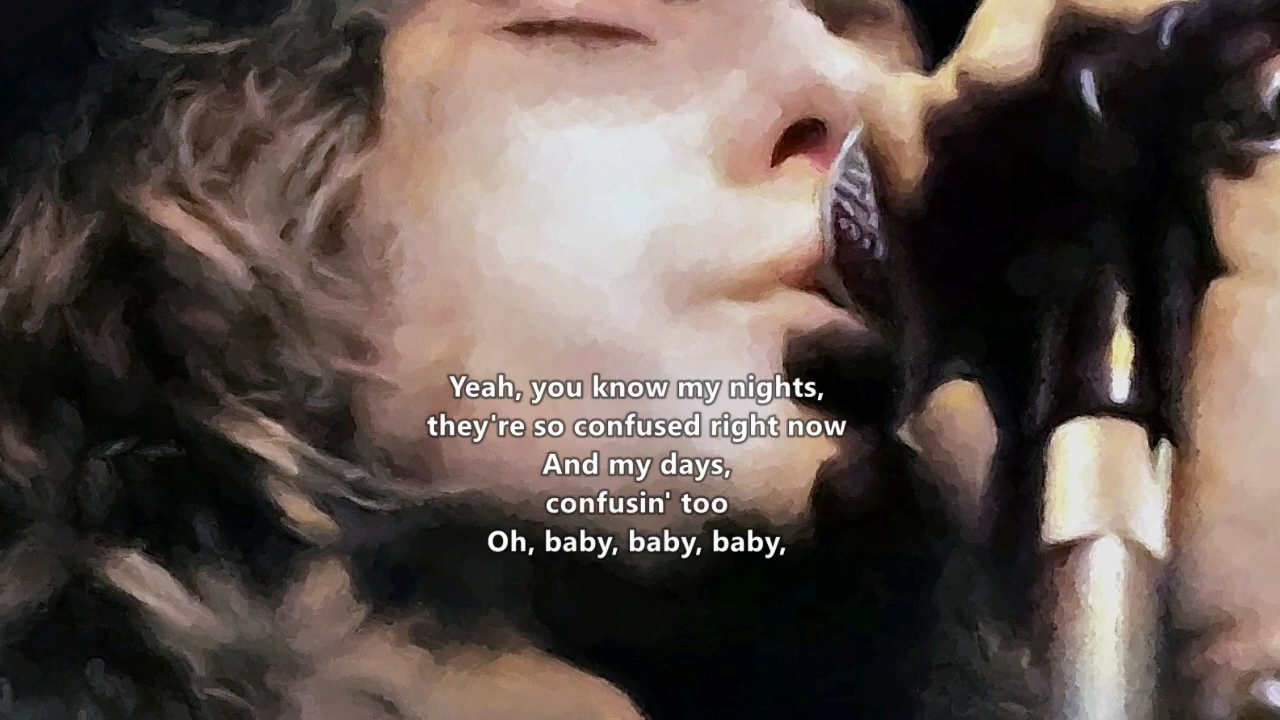 Yeah, you know my nights,
they're so confused right now
And my days,
confusin' too
Oh, baby, baby, baby,